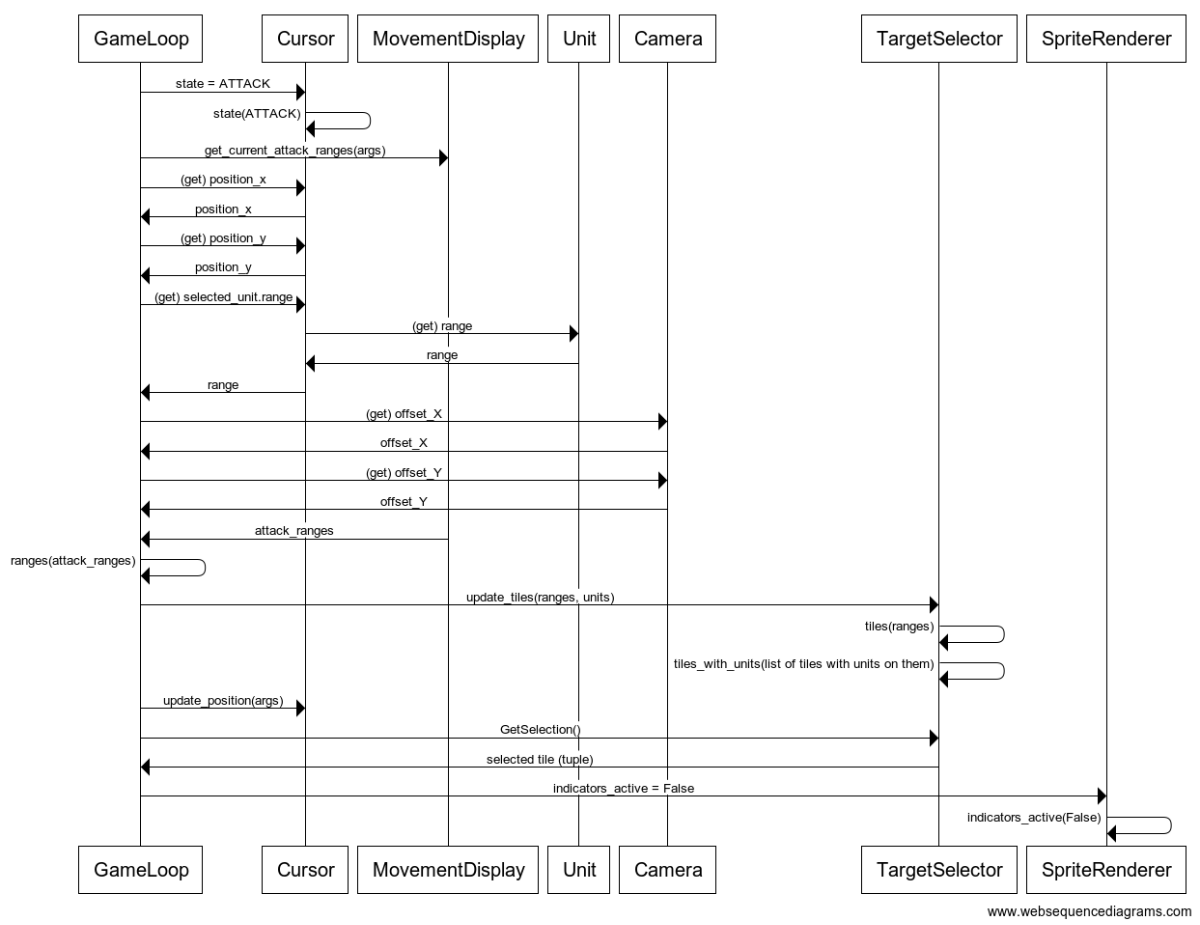 GameLoop Cursor MovementDisplay Unit Camera TargetSelector SpriteRenderer
state = ATTACK
state(ATTACK)
get_current_attack_ranges(args)
(get) position_x
position_x
(get) position_y
position_y
(get) selected_unit.range
(get) range
range
range
(get) offset_X
offset_X
(get) offset_Y
offset_Y
attack_ranges
ranges(attack_ranges)
update_tiles(ranges, units)
tiles(ranges)
tiles_with_units(list of tiles with units on them)
update_position(args)
GetSelection()
selected tile (tuple)
indicators_active = False
indicators_active(False)
GameLoop Cursor MovementDisplay Unit Camera TargetSelector SpriteRenderer
www.websequencediagrams.com